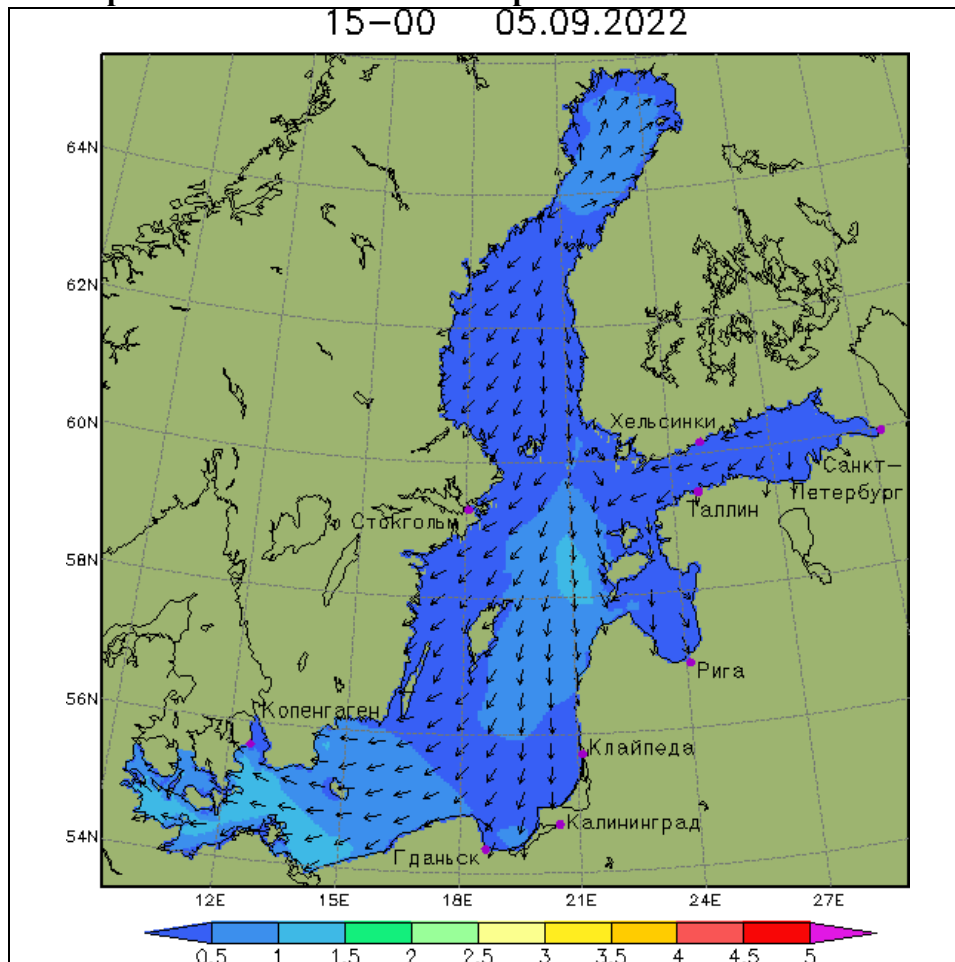 15-00 05.09.2022
64N
62N
60N
58N
56N
54N
Хельсинки
Санкт-
Петербург
Таллин
Стокгольм
Рига
Копенгаген
Клайпеда
Калининград
Гданьск
12E 15E 18E 21E 24E 27E
0.5 1 1.5 2 2.5 3 3.5 4 4.5 5